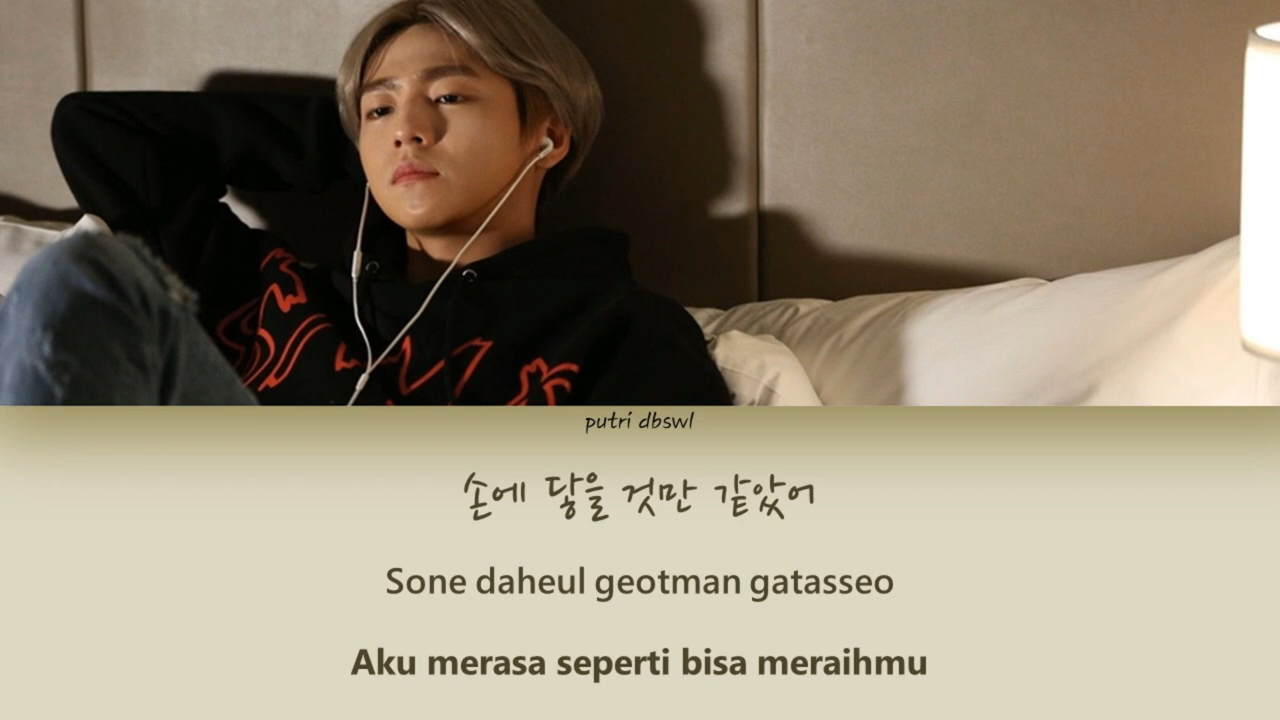 putri dbswl
손에 닿을 것만 같았어
Sone daheul geotman gatasseo
Aku merasa seperti bisa meraihmu